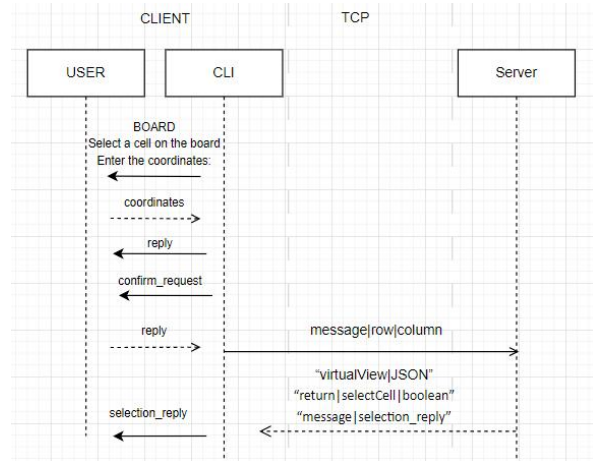 CLIENT
TCP
USER
CLI
Server
BOARD
Select a cell on the board
Enter the coordinates:
coordinates
reply
confirm_request
reply
message|row|column
“virtualView|JSON”
“return|selectCell|boolean”
“message|selection_reply”
selection_reply